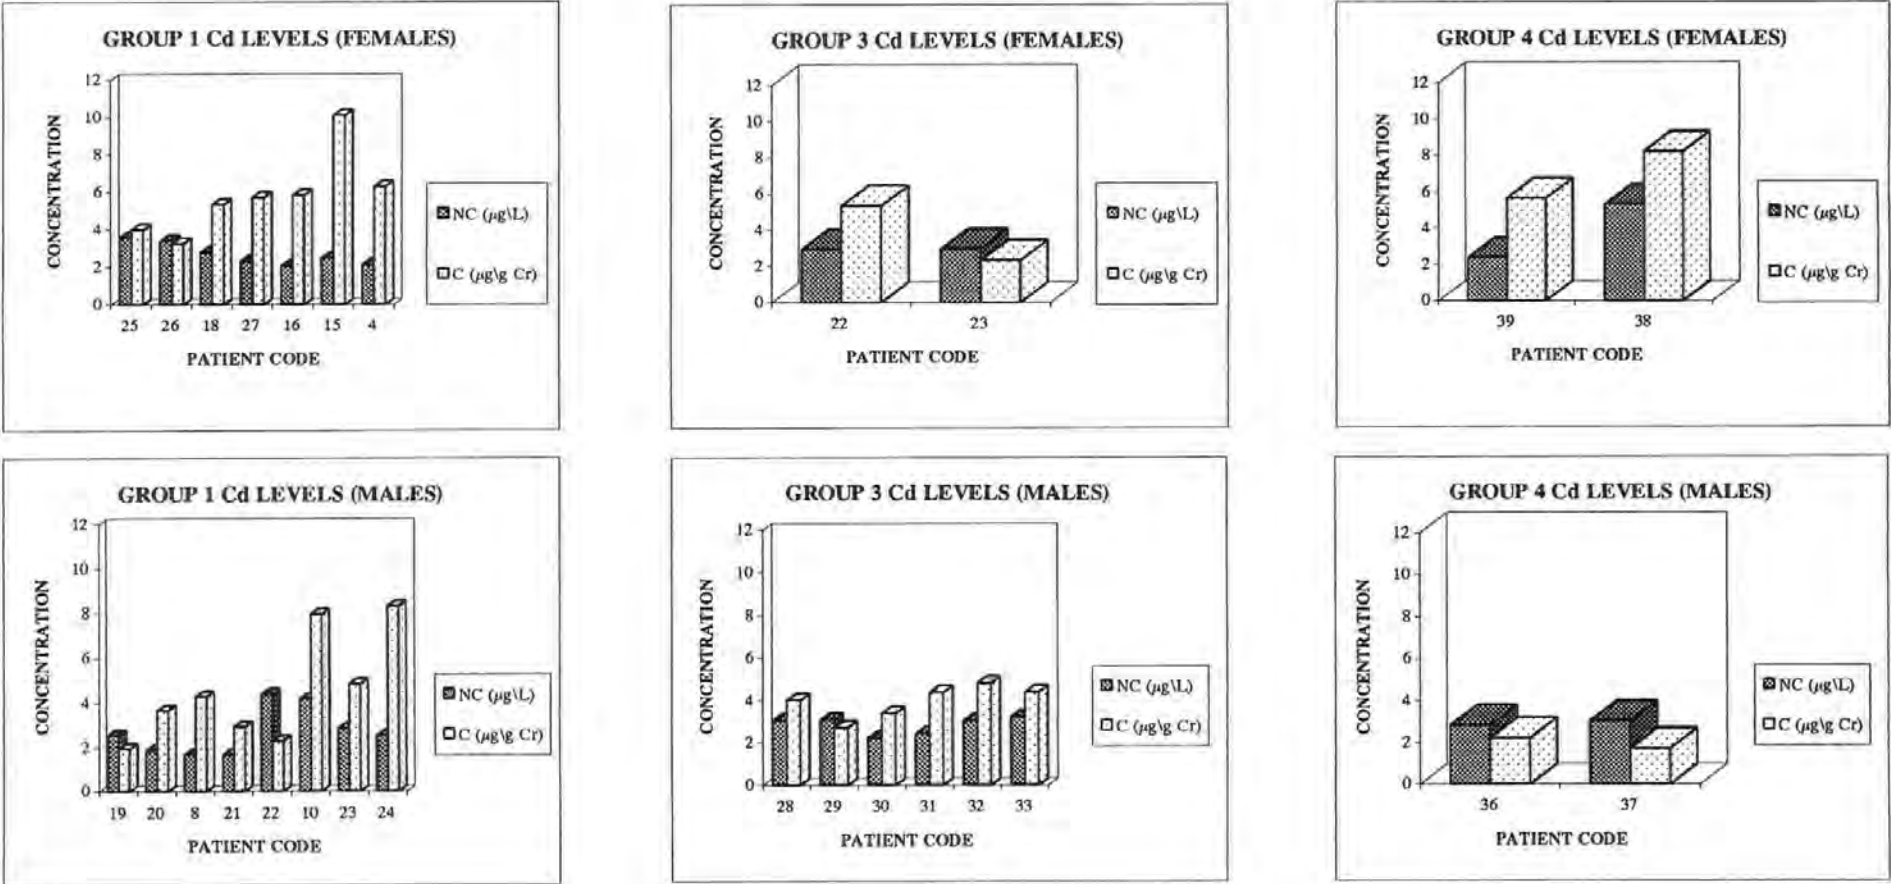 GROUP 1 Cd LEVELS (FEMALES)
CONCENTRATION
12
10
8
6
4
2
0
25 26 18 27 16 15 4
PATIENT CODE
NC (µg\L)
C (µg\g Cr)
GROUP 3 Cd LEVELS (FEMALES)
CONCENTRATION
12
10
8
6
4
2
0
22 23
PATIENT CODE
NC (µg\L)
C (µg\g Cr)
GROUP 4 Cd LEVELS (FEMALES)
CONCENTRATION
12
10
8
6
4
2
0
39 38
PATIENT CODE
NC (µg\L)
C (µg\g Cr)
GROUP 1 Cd LEVELS (MALES)
CONCENTRATION
12
10
8
6
4
2
0
19 20 8 21 22 10 23 24
PATIENT CODE
NC (µg\L)
C (µg\g Cr)
GROUP 3 Cd LEVELS (MALES)
CONCENTRATION
12
10
8
6
4
2
0
28 29 30 31 32 33
PATIENT CODE
NC (µg\L)
C (µg\g Cr)
GROUP 4 Cd LEVELS (MALES)
CONCENTRATION
12
10
8
6
4
2
0
36 37
PATIENT CODE
NC (µg\L)
C (µg\g Cr)